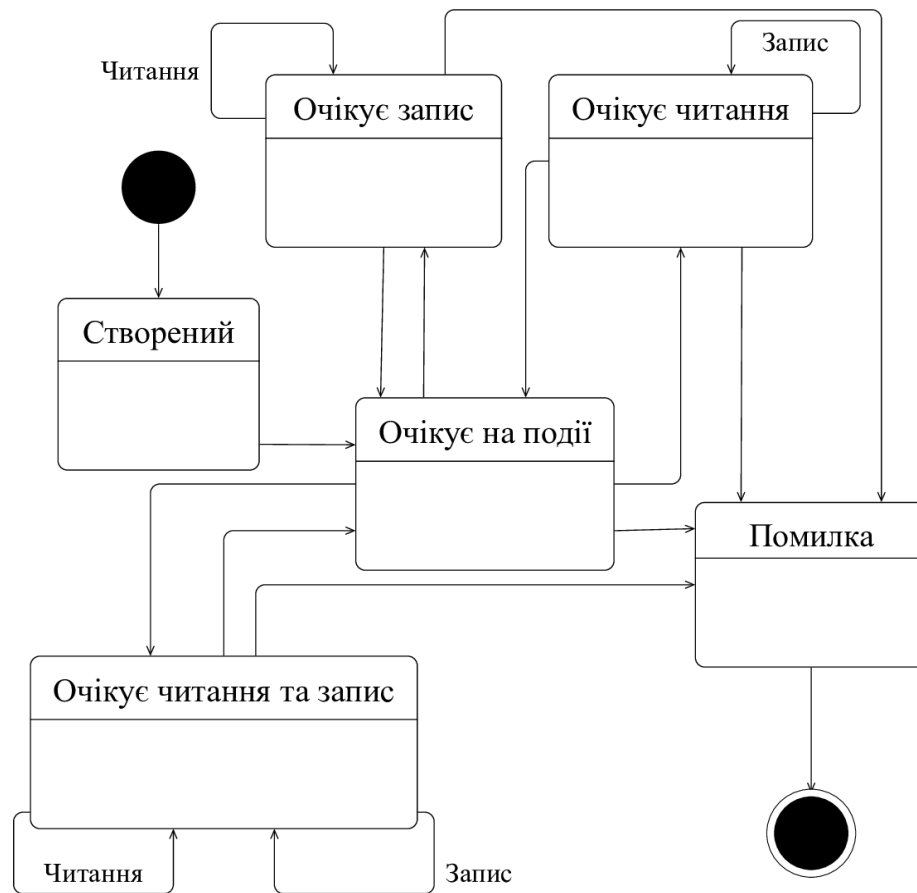 Запис
Читання
Очікує запис
Очікує читання
Створений
Очікує на події
Помилка
Очікує читання та запис
Читання
Запис